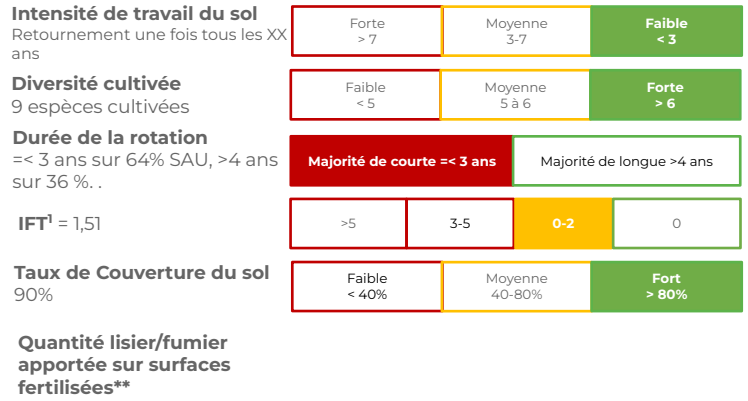 Intensité de travail du sol
Retournement une fois tous les XX
ans
Forte
> 7
Moyenne
3-7
Faible
< 3
Diversité cultivée
9 espèces cultivées
Faible
< 5
Moyenne
5 à 6
Forte
> 6
Durée de la rotation
=< 3 ans sur 64% SAU, >4 ans
sur 36 %. .
Majorité de courte =< 3 ans
Majorité de longue >4 ans
IFT¹ = 1,51
>5
3-5
0-2
0
Taux de Couverture du sol
90%
Faible
< 40%
Moyenne
40-80%
Fort
> 80%
Quantité lisier/fumier
apportée sur surfaces
fertilisées**